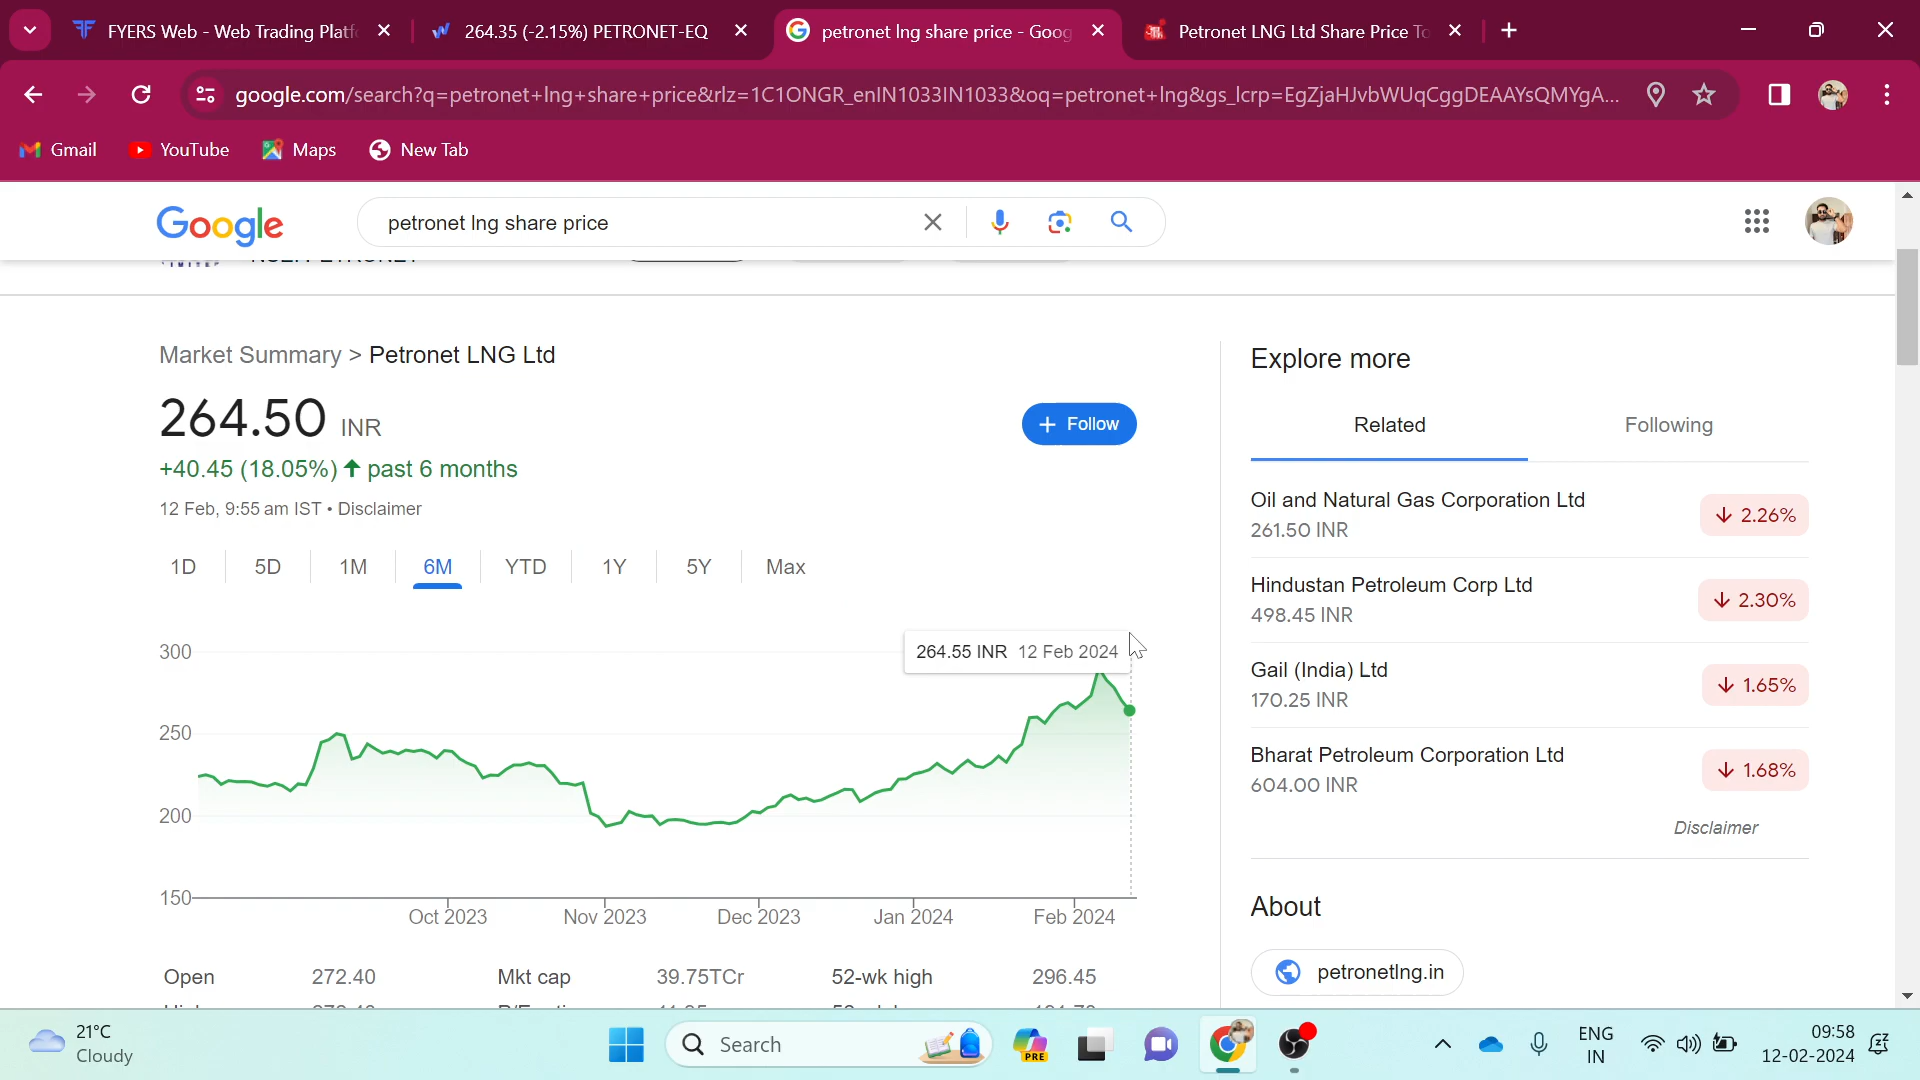 FYERS Web - Web Trading Platf
264.35 (-2.15%) PETRONET-EQ
petronet lng share price - Goog
Petronet LNG Ltd Share Price To
google.com/search?q=petronet+lng+share+price&rlz=1C1ONGR_enIN1033IN1033&oq=petronet+lng&gs_lcrp=EgZjaHJvbWUqCggDEAAYsQMYgA...
Gmail
YouTube
Maps
New Tab
Google
petronet lng share price
Market Summary > Petronet LNG Ltd
264.50 INR
+ Follow
+40.45 (18.05%) ↑ past 6 months
12 Feb, 9:55 am IST • Disclaimer
1D 5D 1M 6M YTD 1Y 5Y Max
264.55 INR 12 Feb 2024
300
250
200
150
Oct 2023 Nov 2023 Dec 2023 Jan 2024 Feb 2024
Open 272.40 Mkt cap 39.75TCr 52-wk high 296.45
Explore more
Related Following
Oil and Natural Gas Corporation Ltd
261.50 INR
↓ 2.26%
Hindustan Petroleum Corp Ltd
498.45 INR
↓ 2.30%
Gail (India) Ltd
170.25 INR
↓ 1.65%
Bharat Petroleum Corporation Ltd
604.00 INR
↓ 1.68%
Disclaimer
About
petronetlng.in
21°C
Cloudy
Search
PRE
ENG
IN
09:58
12-02-2024